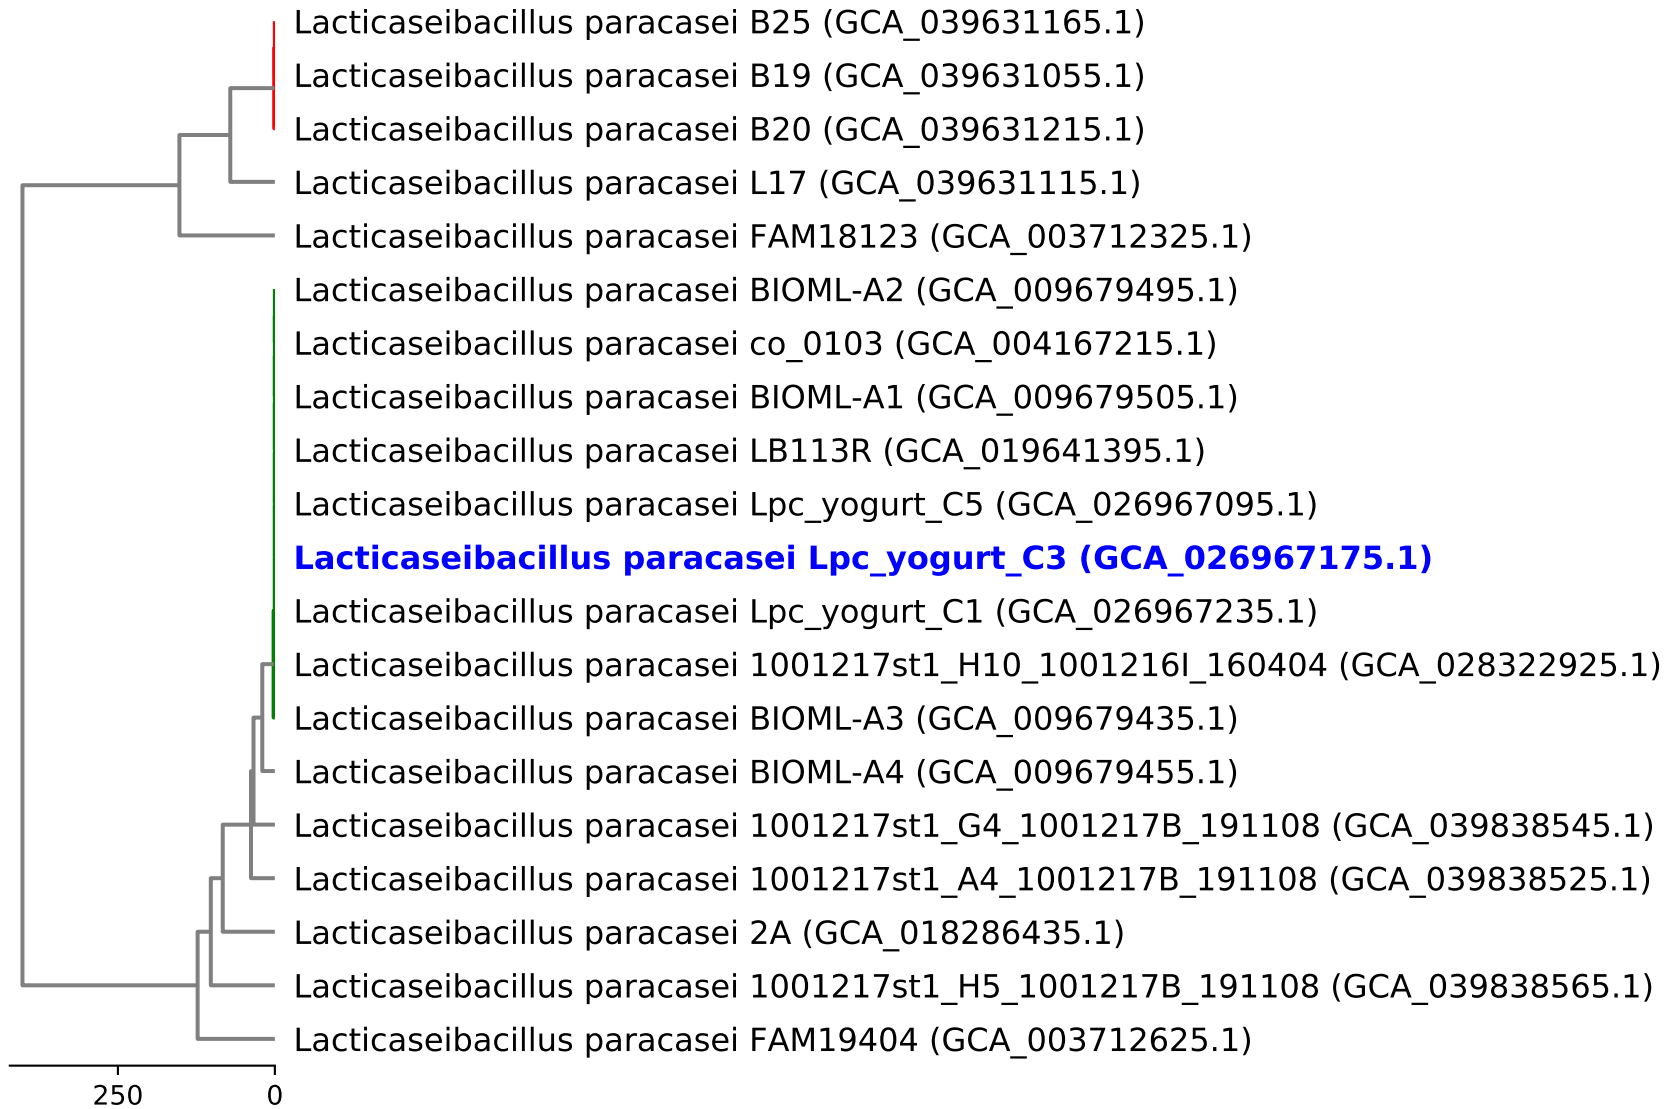 Lacticaseibacillus paracasei B25 (GCA_039631165.1)
Lacticaseibacillus paracasei B19 (GCA_039631055.1)
Lacticaseibacillus paracasei B20 (GCA_039631215.1)
Lacticaseibacillus paracasei L17 (GCA_039631115.1)
Lacticaseibacillus paracasei FAM18123 (GCA_003712325.1)
Lacticaseibacillus paracasei BIOML-A2 (GCA_009679495.1)
Lacticaseibacillus paracasei co_0103 (GCA_004167215.1)
Lacticaseibacillus paracasei BIOML-A1 (GCA_009679505.1)
Lacticaseibacillus paracasei LB113R (GCA_019641395.1)
Lacticaseibacillus paracasei Lpc_yogurt_C5 (GCA_026967095.1)
Lacticaseibacillus paracasei Lpc_yogurt_C3 (GCA_026967175.1)
Lacticaseibacillus paracasei Lpc_yogurt_C1 (GCA_026967235.1)
Lacticaseibacillus paracasei 1001217st1_H10_1001216I_160404 (GCA_028322925.1)
Lacticaseibacillus paracasei BIOML-A3 (GCA_009679435.1)
Lacticaseibacillus paracasei BIOML-A4 (GCA_009679455.1)
Lacticaseibacillus paracasei 1001217st1_G4_1001217B_191108 (GCA_039838545.1)
Lacticaseibacillus paracasei 1001217st1_A4_1001217B_191108 (GCA_039838525.1)
Lacticaseibacillus paracasei 2A (GCA_018286435.1)
Lacticaseibacillus paracasei 1001217st1_H5_1001217B_191108 (GCA_039838565.1)
Lacticaseibacillus paracasei FAM19404 (GCA_003712625.1)
250 0